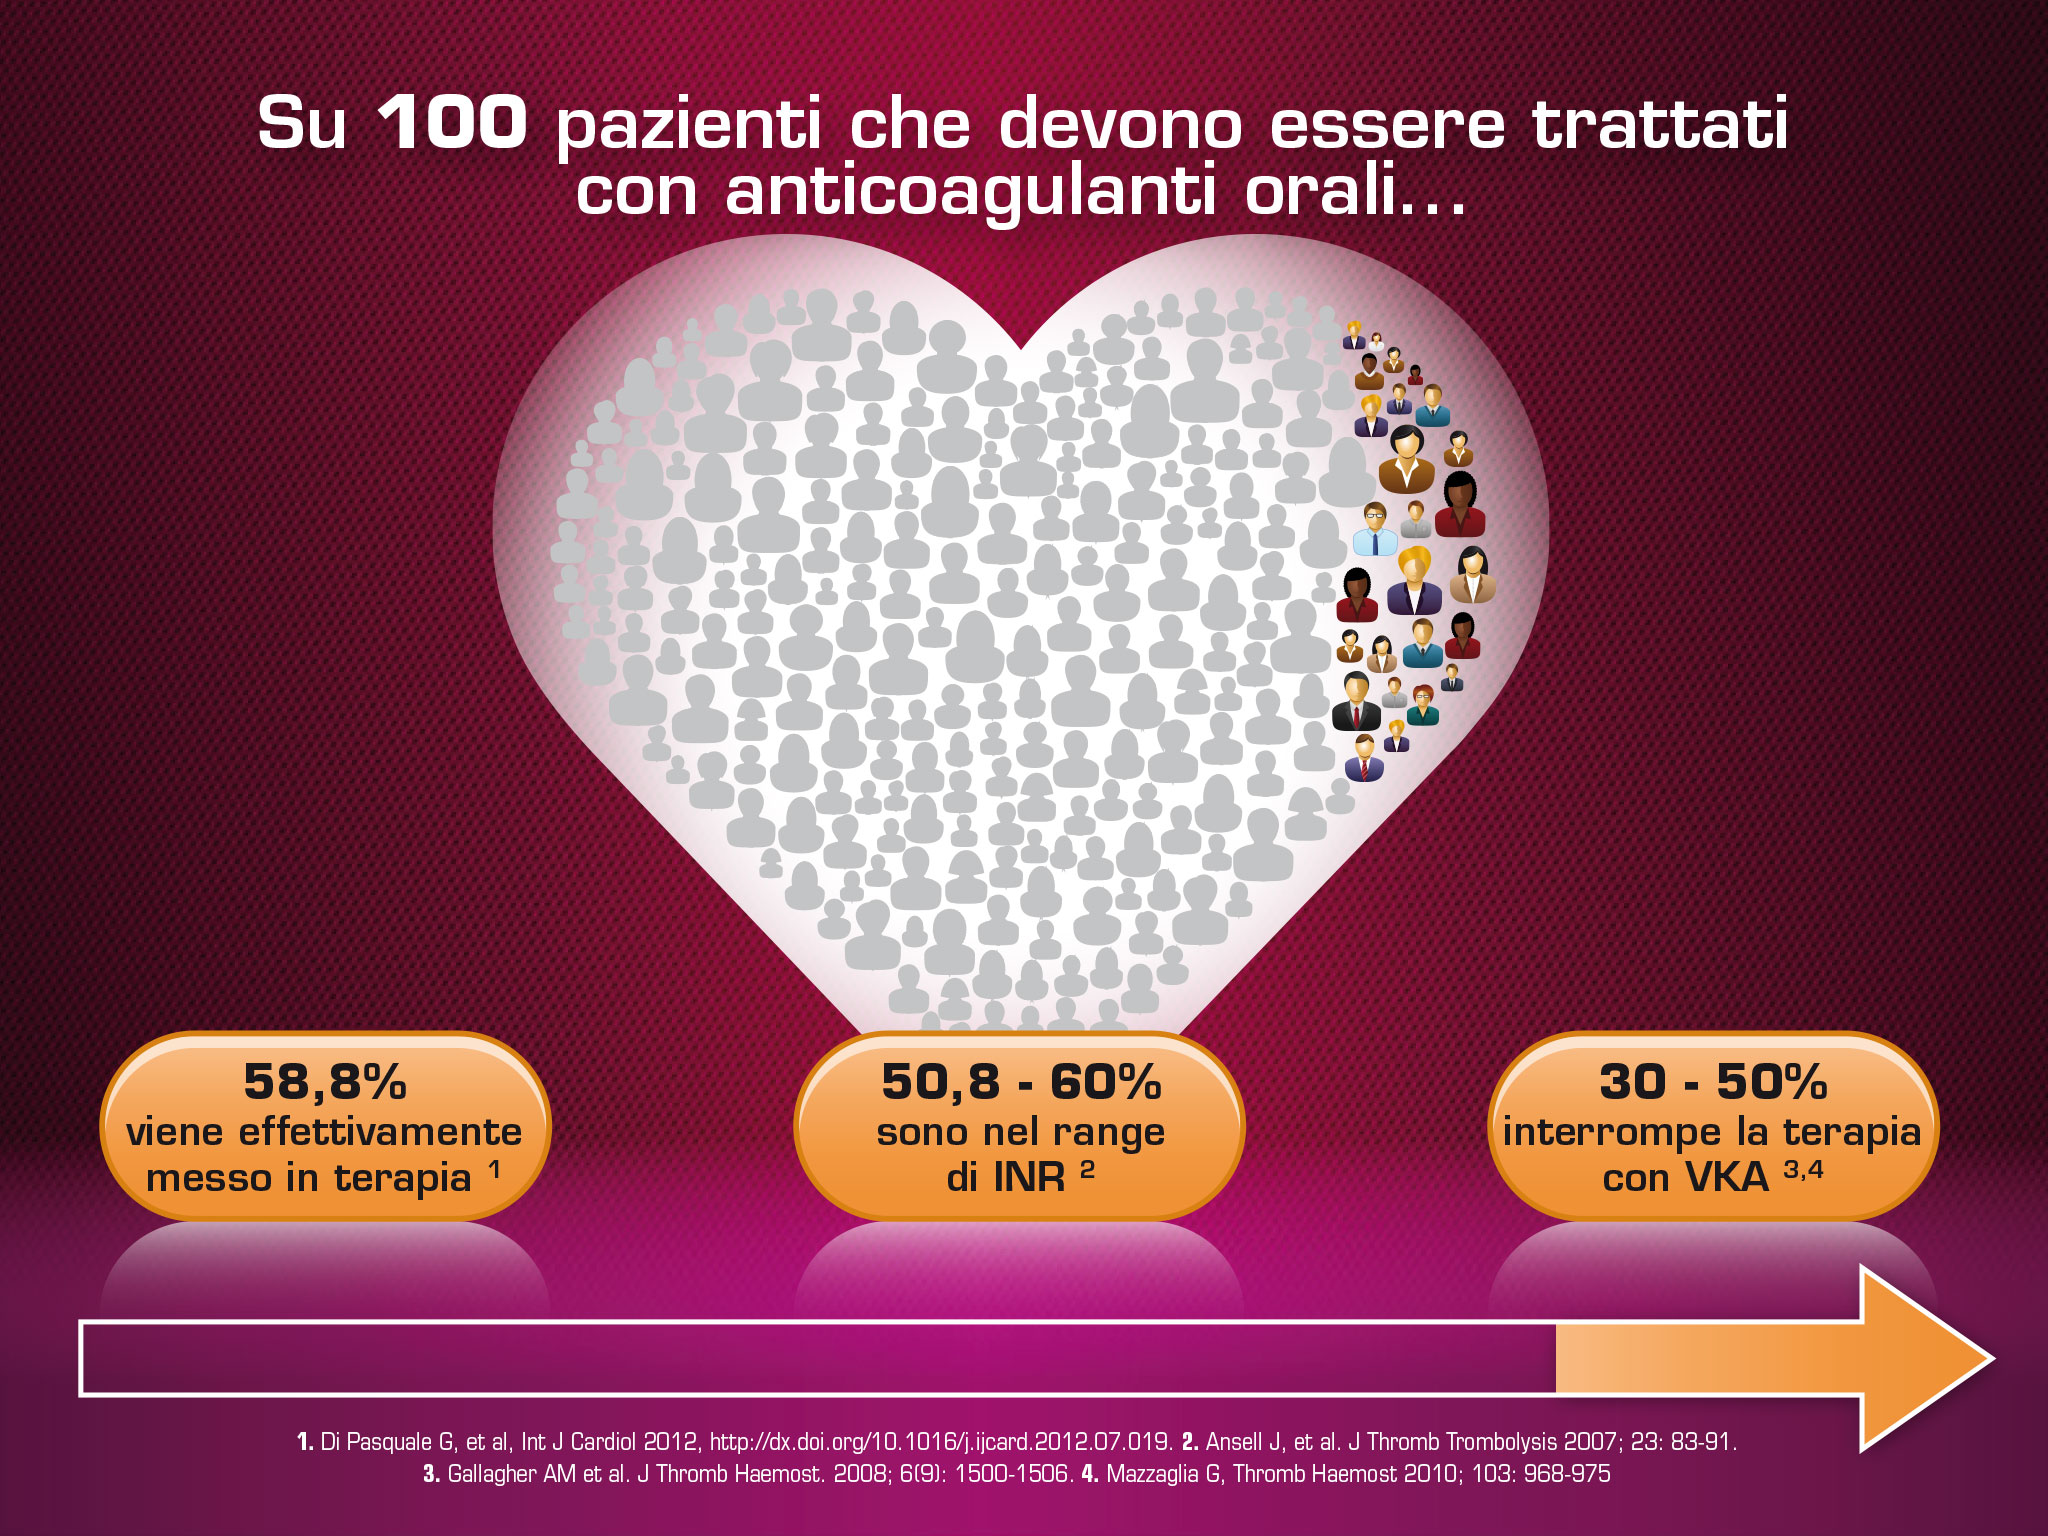 Su 100 pazienti che devono essere trattati
con anticoagulanti orali...
58,8%
viene effettivamente
messo in terapia 1
50,8 - 60%
sono nel range
di INR 2
30 - 50%
interrompe la terapia
con VKA 3,4
1. Di Pasquale G, et al, Int J Cardiol 2012, http://dx.doi.org/10.1016/j.ijcard.2012.07.019. 2. Ansell J, et al. J Thromb Trombolysis 2007; 23: 83-91.
3. Gallagher AM et al. J Thromb Haemost. 2008; 6(9): 1500-1506. 4. Mazzaglia G, Thromb Haemost 2010; 103: 968-975